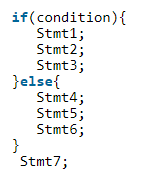 if(condition){
    Stmt1;
    Stmt2;
    Stmt3;
}else{
    Stmt4;
    Stmt5;
    Stmt6;
}
 Stmt7;